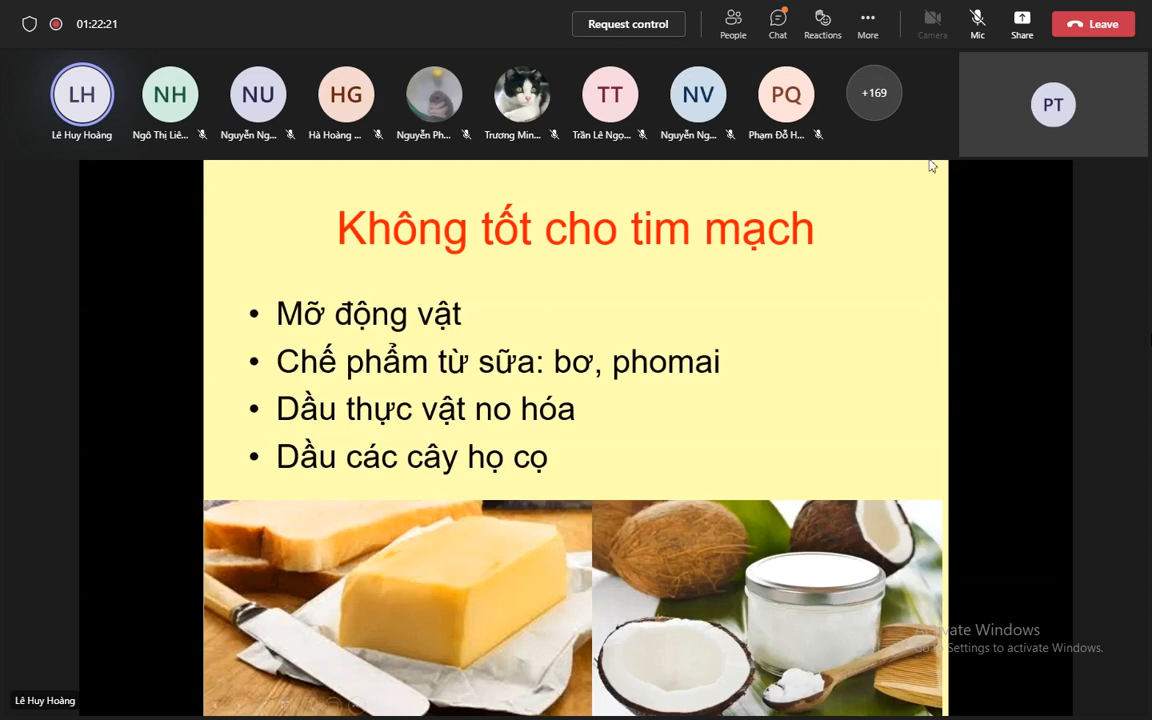 01:22:21
Request control
People
Chat
Reactions
More
Camera
Mic
Share
Leave
LH
NH
NU
HG
TT
NV
PQ
+169
PT
Lê Huy Hoàng
Ngô Thị Liê...
Nguyễn Ng...
Hà Hoàng ...
Nguyễn Ph...
Trương Min...
Trần Lê Ngọ...
Nguyễn Ng...
Phạm Đỗ H...
Không tốt cho tim mạch
• Mỡ động vật
• Chế phẩm từ sữa: bơ, phomai
• Dầu thực vật no hóa
• Dầu các cây họ cọ
Activate Windows
Go to Settings to activate Windows.
Lê Huy Hoàng